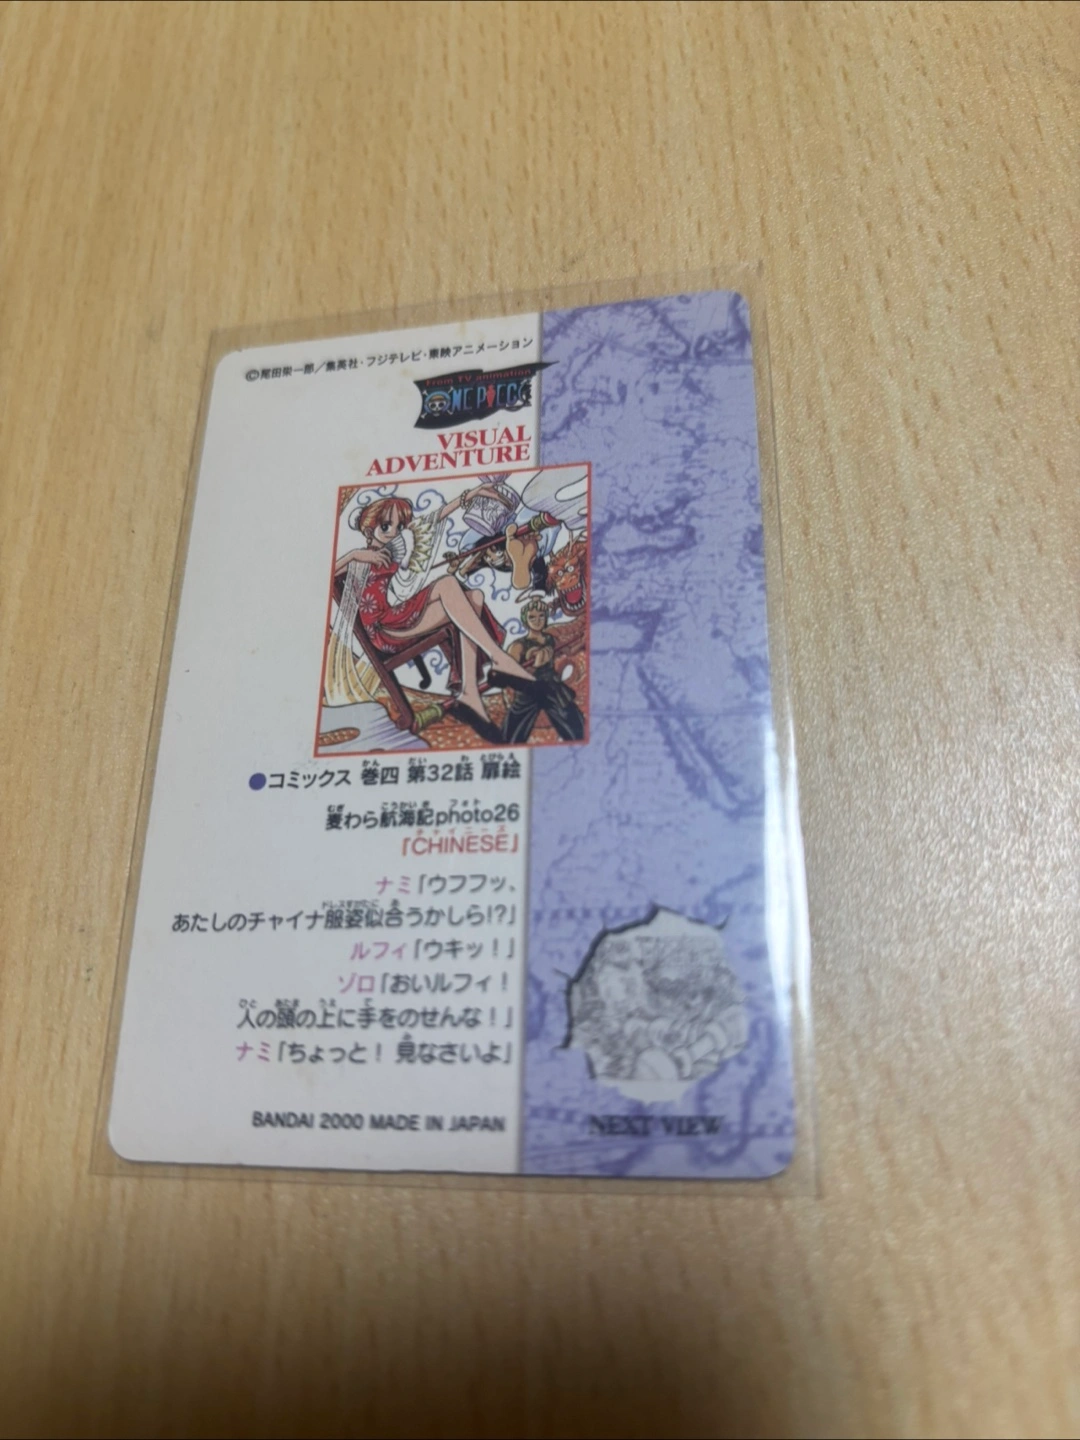 ©尾田栄一郎／集英社・フジテレビ・東映アニメーション
from TV animation
ONE PIECE
VISUAL
ADVENTURE
●コミックス 巻四 第32話 扉絵
麦わら航海記photo26
「CHINESE」
ナミ「ウフフッ、
あたしのチャイナ服姿似合うかしら!?」
ルフィ「ウキッ！」
ゾロ「おいルフィ！
人の頭の上に手をのせんな！」
ナミ「ちょっと！ 見なさいよ」
BANDAI 2000 MADE IN JAPAN
NEXT VIEW